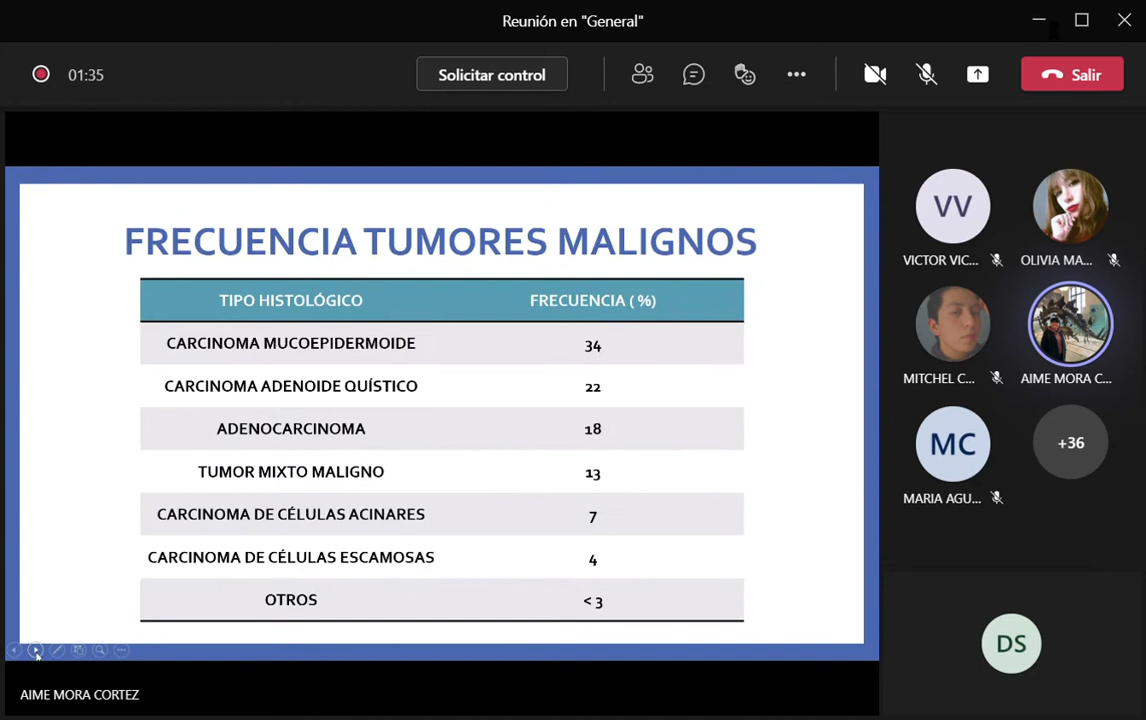 Reunión en "General"
01:35
Solicitar control
Salir
FRECUENCIA TUMORES MALIGNOS
TIPO HISTOLÓGICO FRECUENCIA ( %)
CARCINOMA MUCOEPIDERMOIDE 34
CARCINOMA ADENOIDE QUÍSTICO 22
ADENOCARCINOMA 18
TUMOR MIXTO MALIGNO 13
CARCINOMA DE CÉLULAS ACINARES 7
CARCINOMA DE CÉLULAS ESCAMOSAS 4
OTROS < 3
AIME MORA CORTEZ
VV
VICTOR VIC...
OLIVIA MA...
MITCHEL C...
AIME MORA C...
MC
+36
MARIA AGU...
DS